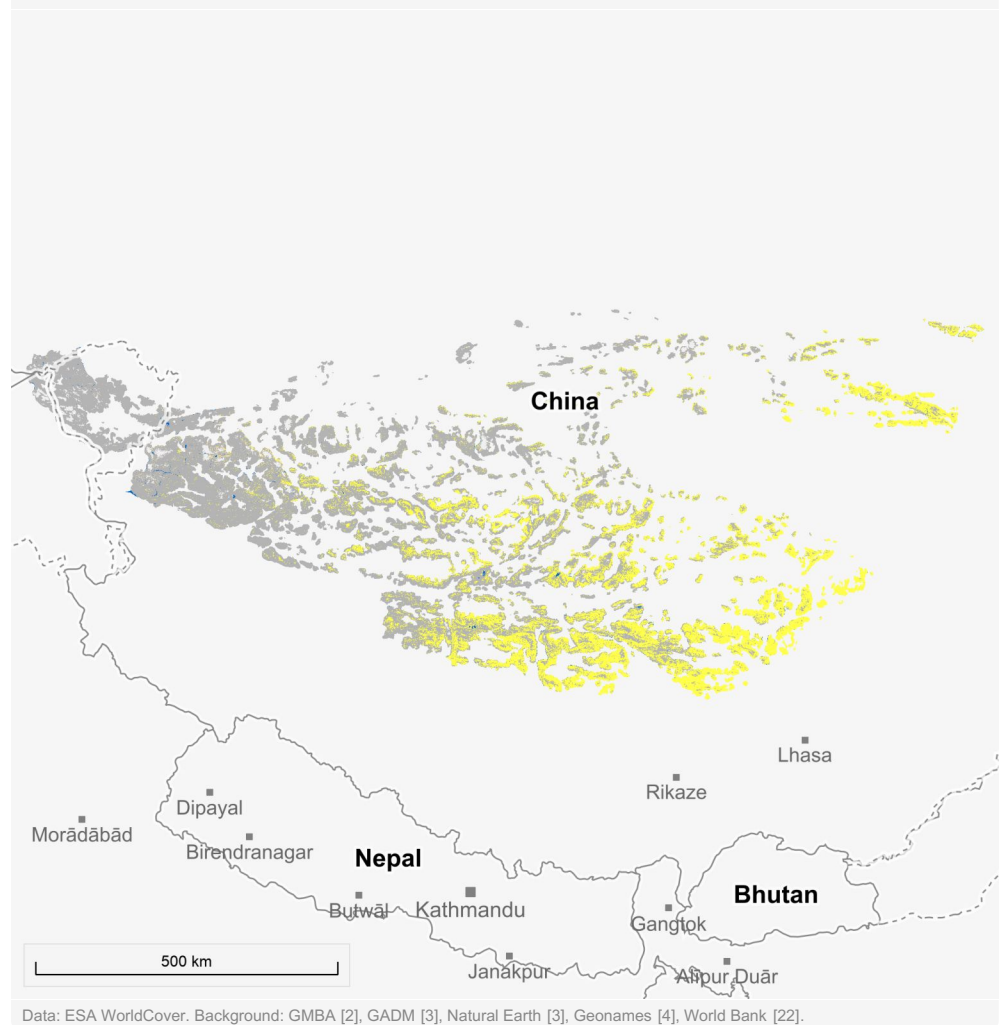 China
Lhasa
Rikaze
Dipayal
Morādābād
Birendranagar
Nepal
Bhutan
Butwāl
Kathmandu
Gangtok
500 km
Janakpur
Alīpur Duār
Data: ESA WorldCover. Background: GMBA [2], GADM [3], Natural Earth [3], Geonames [4], World Bank [22].